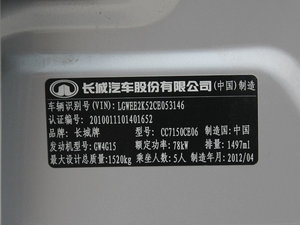 长城汽车股份有限公司(中国)制造
车辆识别号(VIN): LGWEE2K52CE053146
认证编号: 2010011101401652
品牌: 长城牌 型号: CC7150CE06 制造国: 中国
发动机型号: GW4G15 额定功率: 78kW 排量: 1497ml
最大设计总质量: 1520kg 乘坐人数: 5人 制造年月: 2012/04